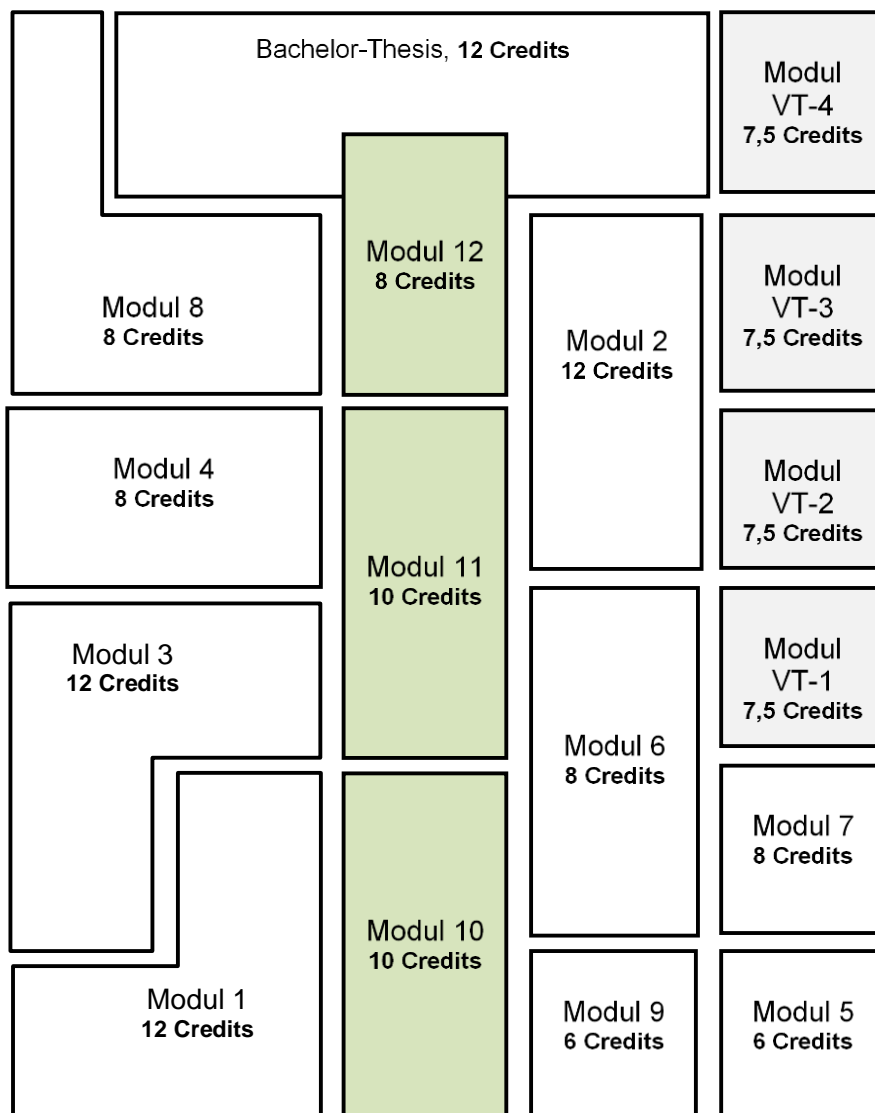 Bachelor-Thesis, 12 Credits
Modul
VT-4
7,5 Credits
Modul 12
8 Credits
Modul 8
8 Credits
Modul 2
12 Credits
Modul
VT-3
7,5 Credits
Modul 4
8 Credits
Modul
VT-2
7,5 Credits
Modul 11
10 Credits
Modul 3
12 Credits
Modul
VT-1
7,5 Credits
Modul 6
8 Credits
Modul 7
8 Credits
Modul 10
10 Credits
Modul 1
12 Credits
Modul 9
6 Credits
Modul 5
6 Credits